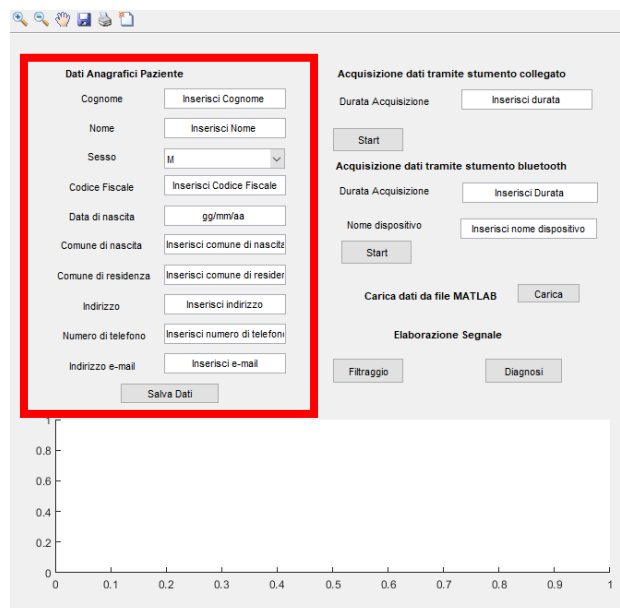 Dati Anagrafici Paziente
Cognome Inserisci Cognome
Nome Inserisci Nome
Sesso M
Codice Fiscale Inserisci Codice Fiscale
Data di nascita gg/mm/aa
Comune di nascita Inserisci comune di nascita
Comune di residenza Inserisci comune di resider
Indirizzo Inserisci indirizzo
Numero di telefono Inserisci numero di telefon
Indirizzo e-mail Inserisci e-mail
Salva Dati
Acquisizione dati tramite stumento collegato
Durata Acquisizione Inserisci durata
Start
Acquisizione dati tramite stumento bluetooth
Durata Acquisizione Inserisci Durata
Nome dispositivo Inserisci nome dispositivo
Start
Carica dati da file MATLAB Carica
Elaborazione Segnale
Filtraggio Diagnosi
1
0.8
0.6
0.4
0.2
0
0 0.1 0.2 0.3 0.4 0.5 0.6 0.7 0.8 0.9 1